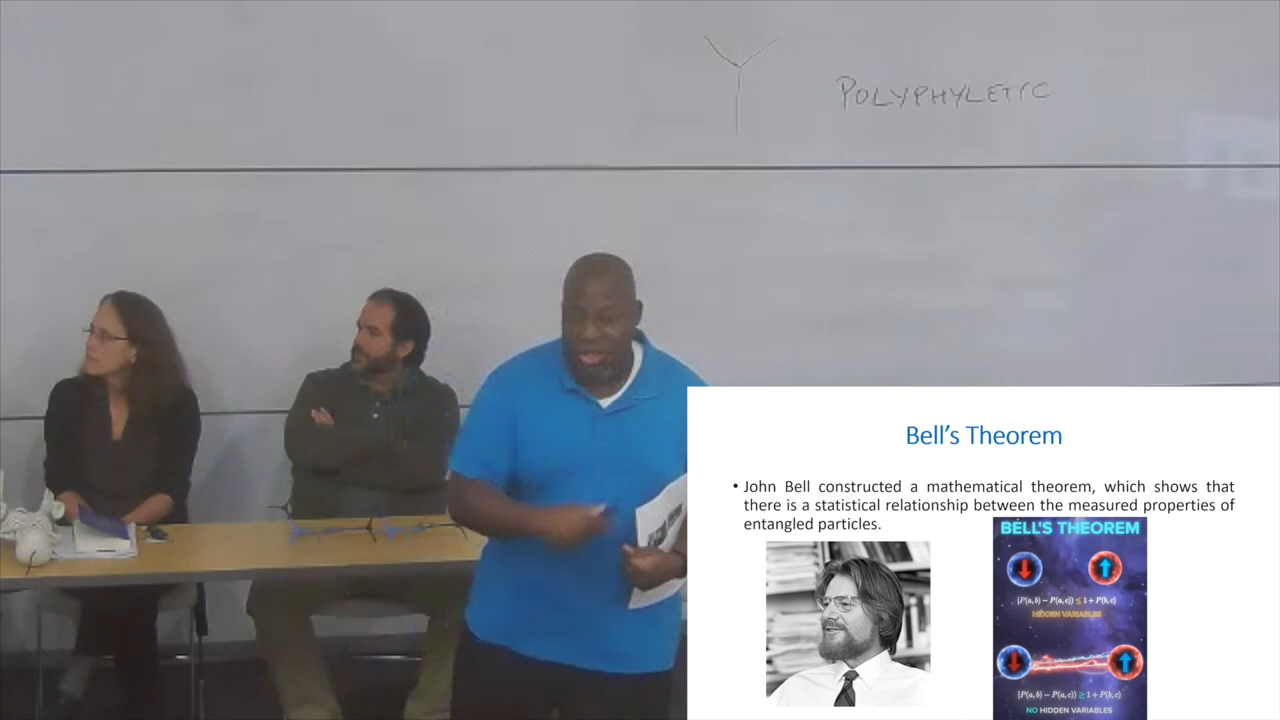 POLYPHYLETIC
Bell’s Theorem
• John Bell constructed a mathematical theorem, which shows that
there is a statistical relationship between the measured properties of
entangled particles.
BELL'S THEOREM
|P(a,b) − P(a,c)| ≤ 1 + P(b,c)
HIDDEN VARIABLES
|P(a,b) − P(a,c)| ≥ 1 + P(b,c)
NO HIDDEN VARIABLES